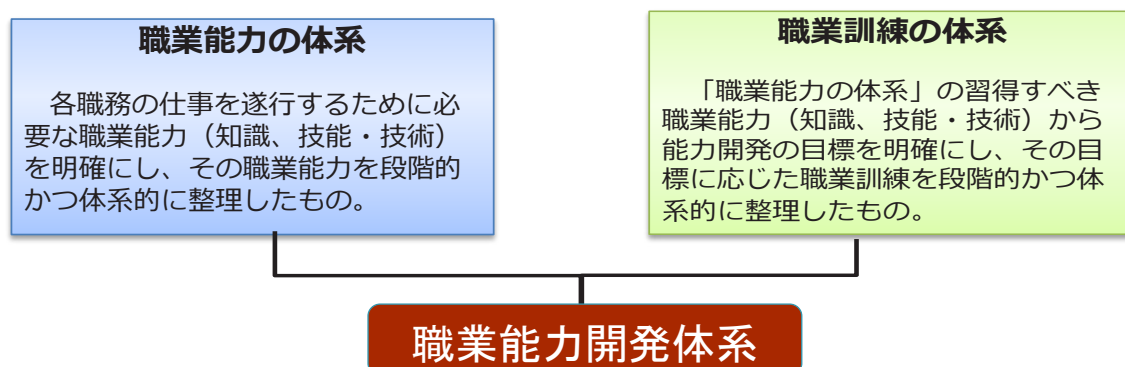 職業能力の体系
各職務の仕事を遂行するために必
要な職業能力（知識、技能・技術）
を明確にし、その職業能力を段階的
かつ体系的に整理したもの。
職業訓練の体系
「職業能力の体系」の習得すべき
職業能力（知識、技能・技術）から
能力開発の目標を明確にし、その目
標に応じた職業訓練を段階的かつ体
系的に整理したもの。
職業能力開発体系